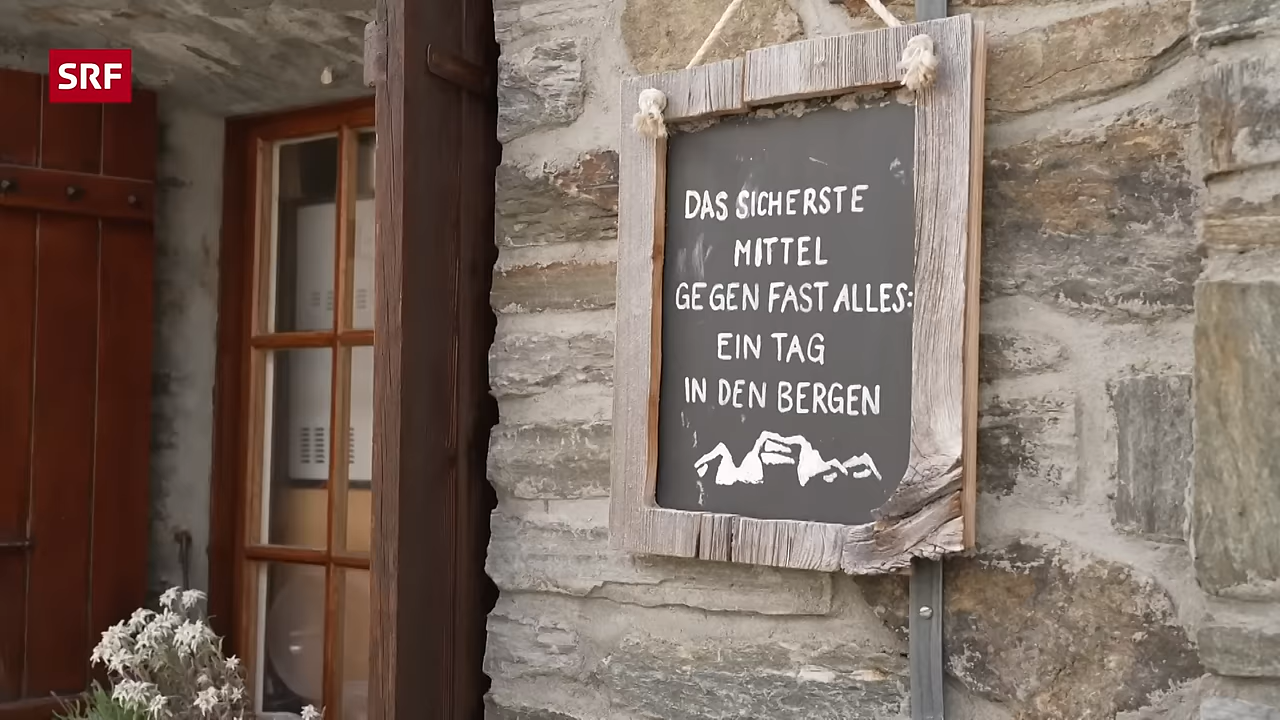 SRF
DAS SICHERSTE
MITTEL
GEGEN FAST ALLES:
EIN TAG
IN DEN BERGEN